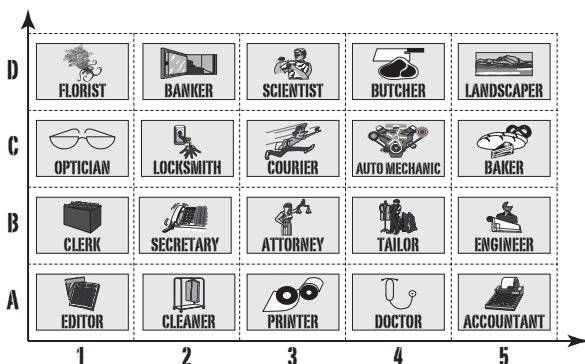 D
FLORIST BANKER SCIENTIST BUTCHER LANDSCAPER
C
OPTICIAN LOCKSMITH COURIER AUTO MECHANIC BAKER
B
CLERK SECRETARY ATTORNEY TAILOR ENGINEER
A
EDITOR CLEANER PRINTER DOCTOR ACCOUNTANT
1 2 3 4 5